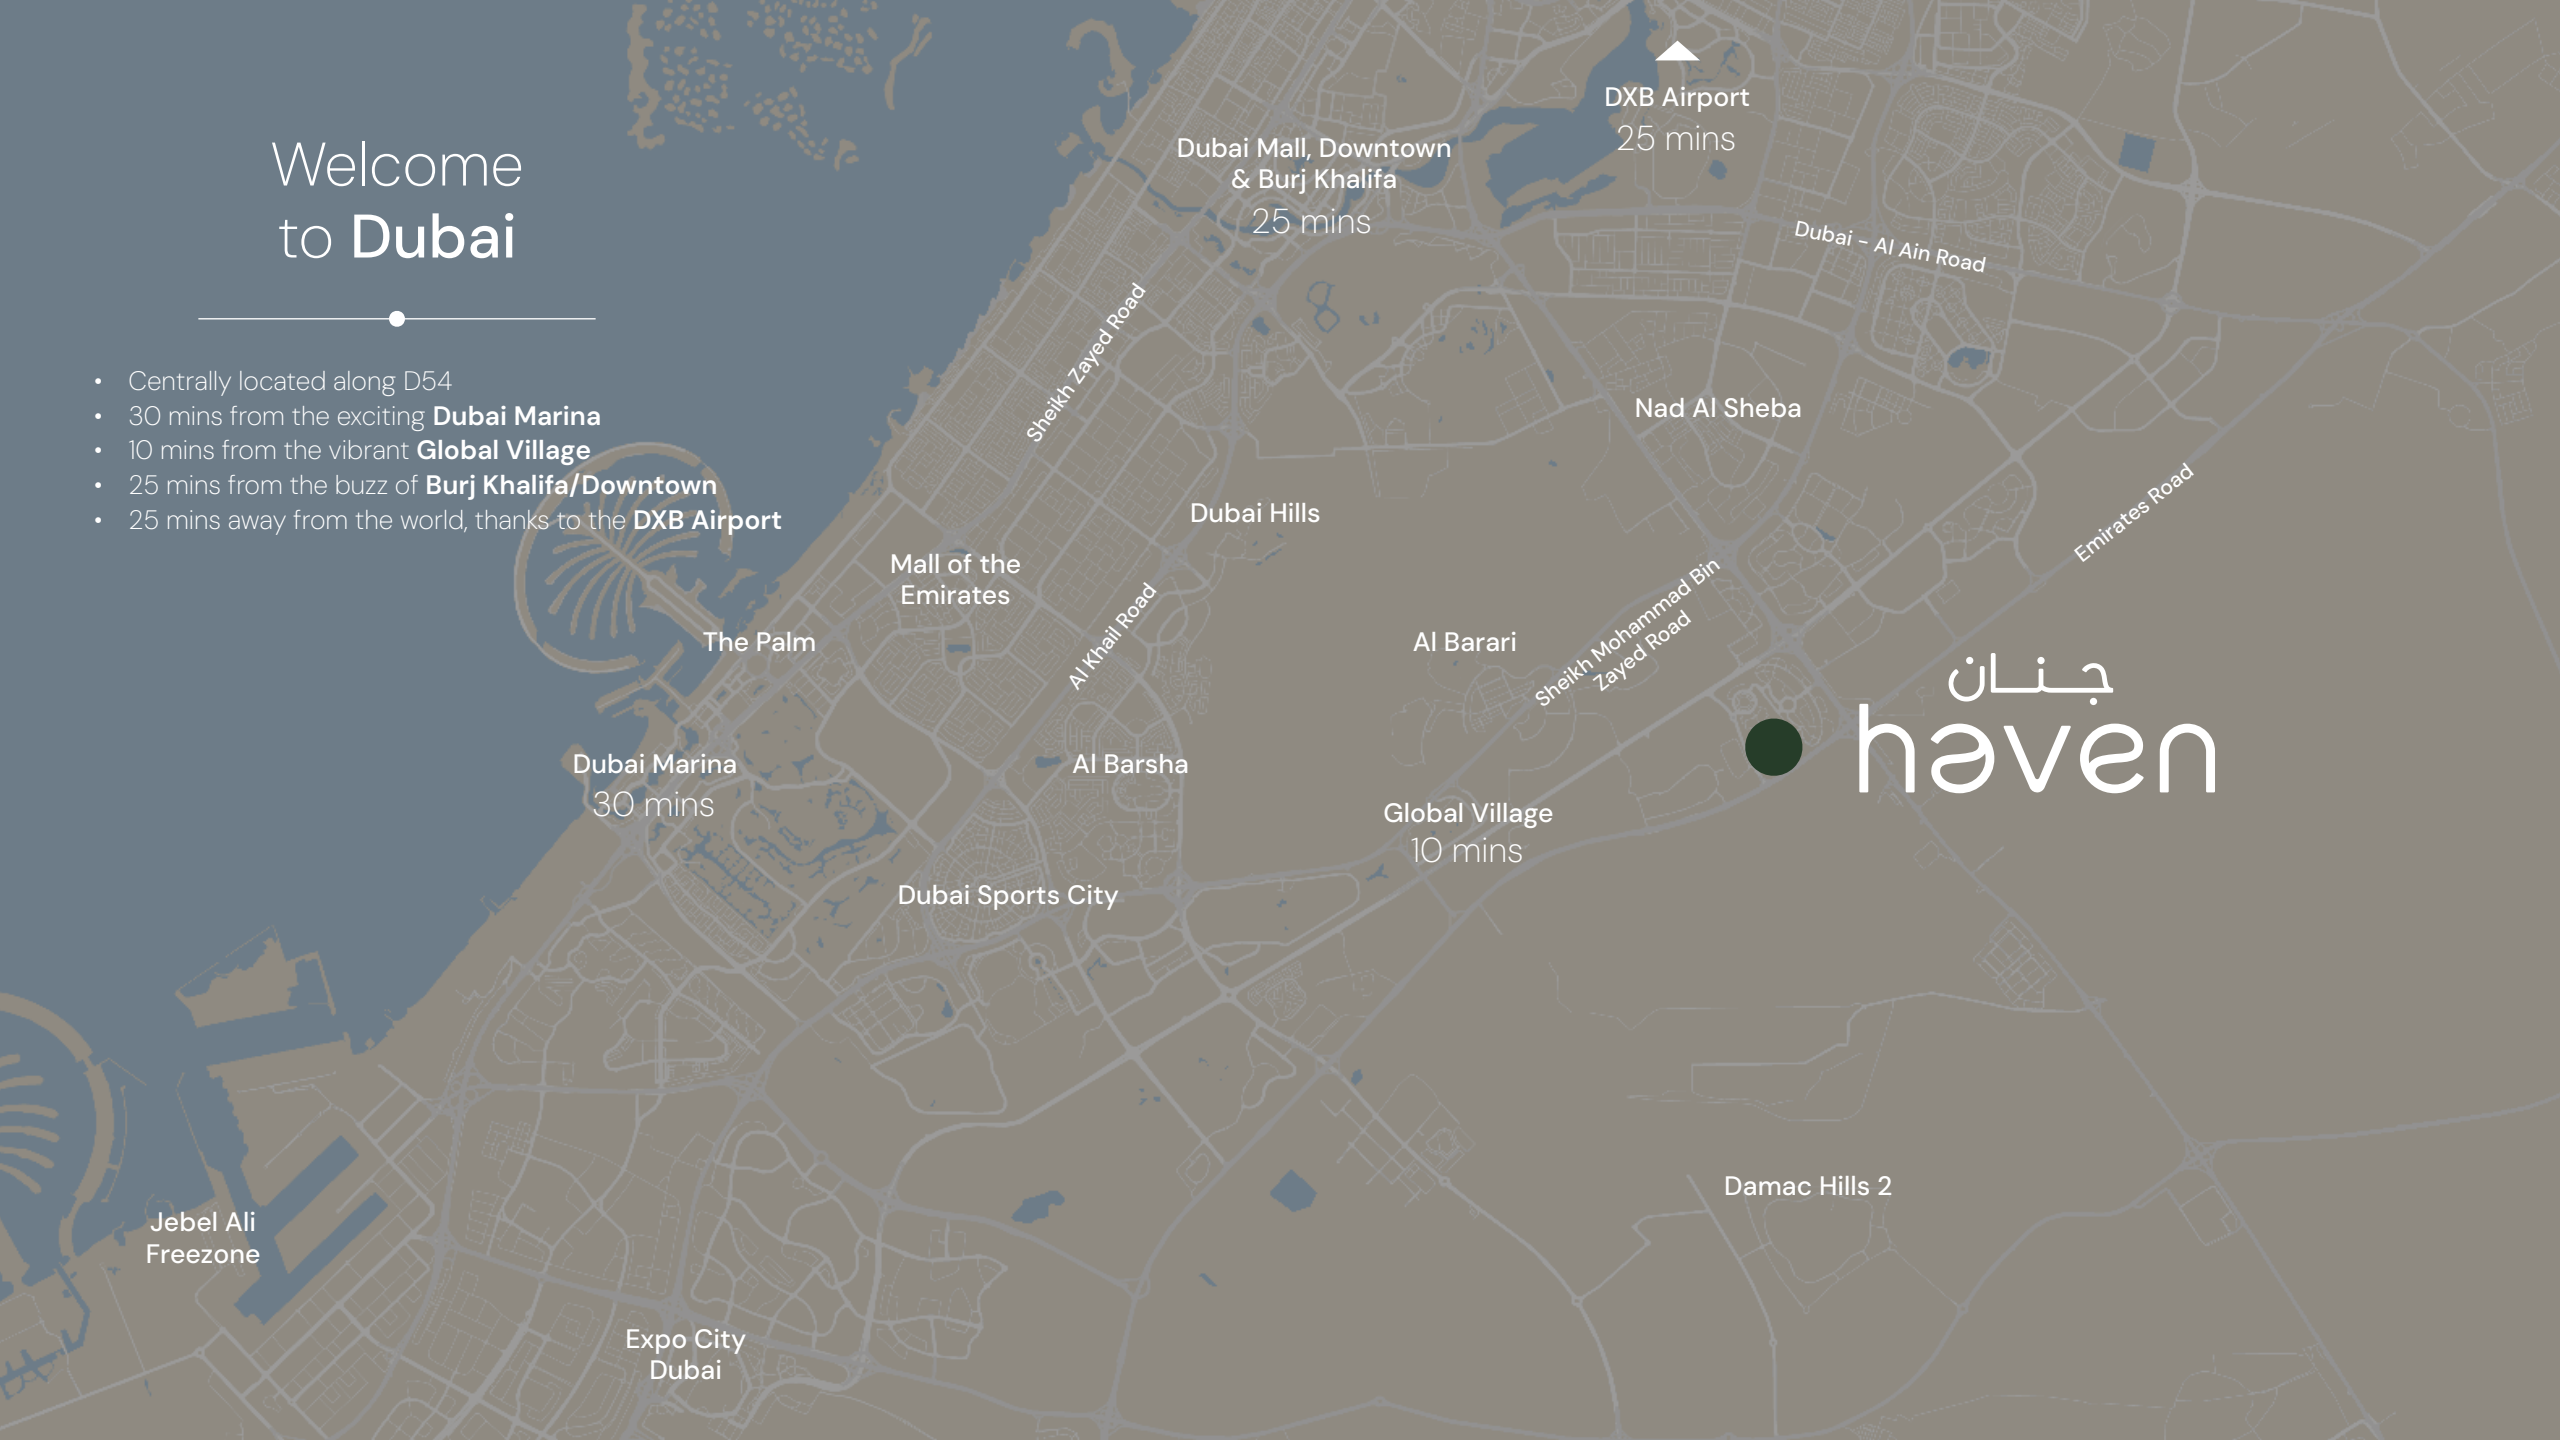 Welcome
to Dubai
• Centrally located along D54
• 30 mins from the exciting Dubai Marina
• 10 mins from the vibrant Global Village
• 25 mins from the buzz of Burj Khalifa/Downtown
• 25 mins away from the world, thanks to the DXB Airport
DXB Airport
25 mins
Dubai Mall, Downtown
& Burj Khalifa
25 mins
Dubai - Al Ain Road
Sheikh Zayed Road
Nad Al Sheba
Emirates Road
Dubai Hills
Mall of the
Emirates
Al Khail Road
Sheikh Mohammad Bin
Zayed Road
The Palm
Al Barari
جنان
haven
Dubai Marina
30 mins
Al Barsha
Global Village
10 mins
Dubai Sports City
Damac Hills 2
Jebel Ali
Freezone
Expo City
Dubai